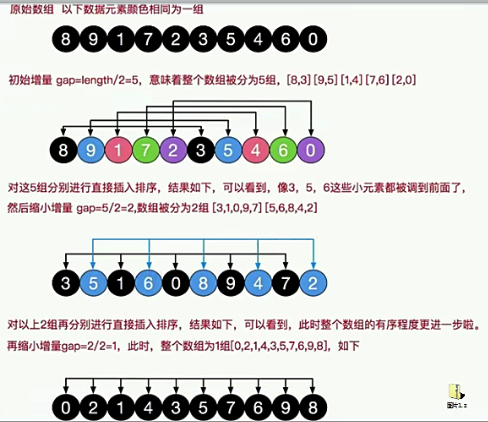 原始数组 以下数据元素颜色相同为一组
8 9 1 7 2 3 5 4 6 0
初始增量 gap=length/2=5，意味着整个数组被分为5组，[8,3] [9,5] [1,4] [7,6] [2,0]
8 9 1 7 2 3 5 4 6 0
对这5组分别进行直接插入排序，结果如下，可以看到，像3，5，6这些小元素都被调到前面了，
然后缩小增量 gap=5/2=2,数组被分为2组 [3,1,0,9,7] [5,6,8,4,2]
3 5 1 6 0 8 9 4 7 2
对以上2组再分别进行直接插入排序，结果如下，可以看到，此时整个数组的有序程度更进一步啦。
再缩小增量gap=2/2=1，此时，整个数组为1组[0,2,1,4,3,5,7,6,9,8]，如下
0 2 1 4 3 5 7 6 9 8